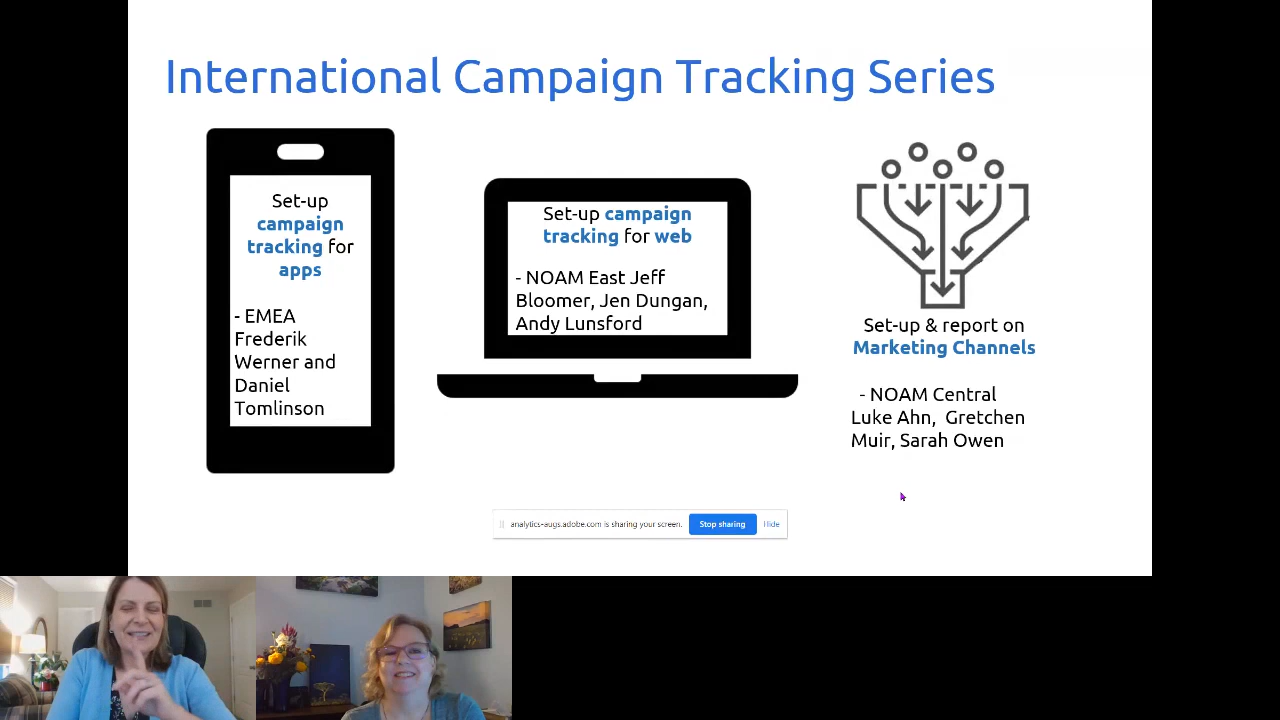 International Campaign Tracking Series
Set-up
campaign
tracking for
apps
- EMEA
Frederik
Werner and
Daniel
Tomlinson
Set-up campaign
tracking for web
- NOAM East Jeff
Bloomer, Jen Dungan,
Andy Lunsford
Set-up & report on
Marketing Channels
- NOAM Central
Luke Ahn,  Gretchen
Muir, Sarah Owen
analytics-augs.adobe.com is sharing your screen.
Stop sharing
Hide